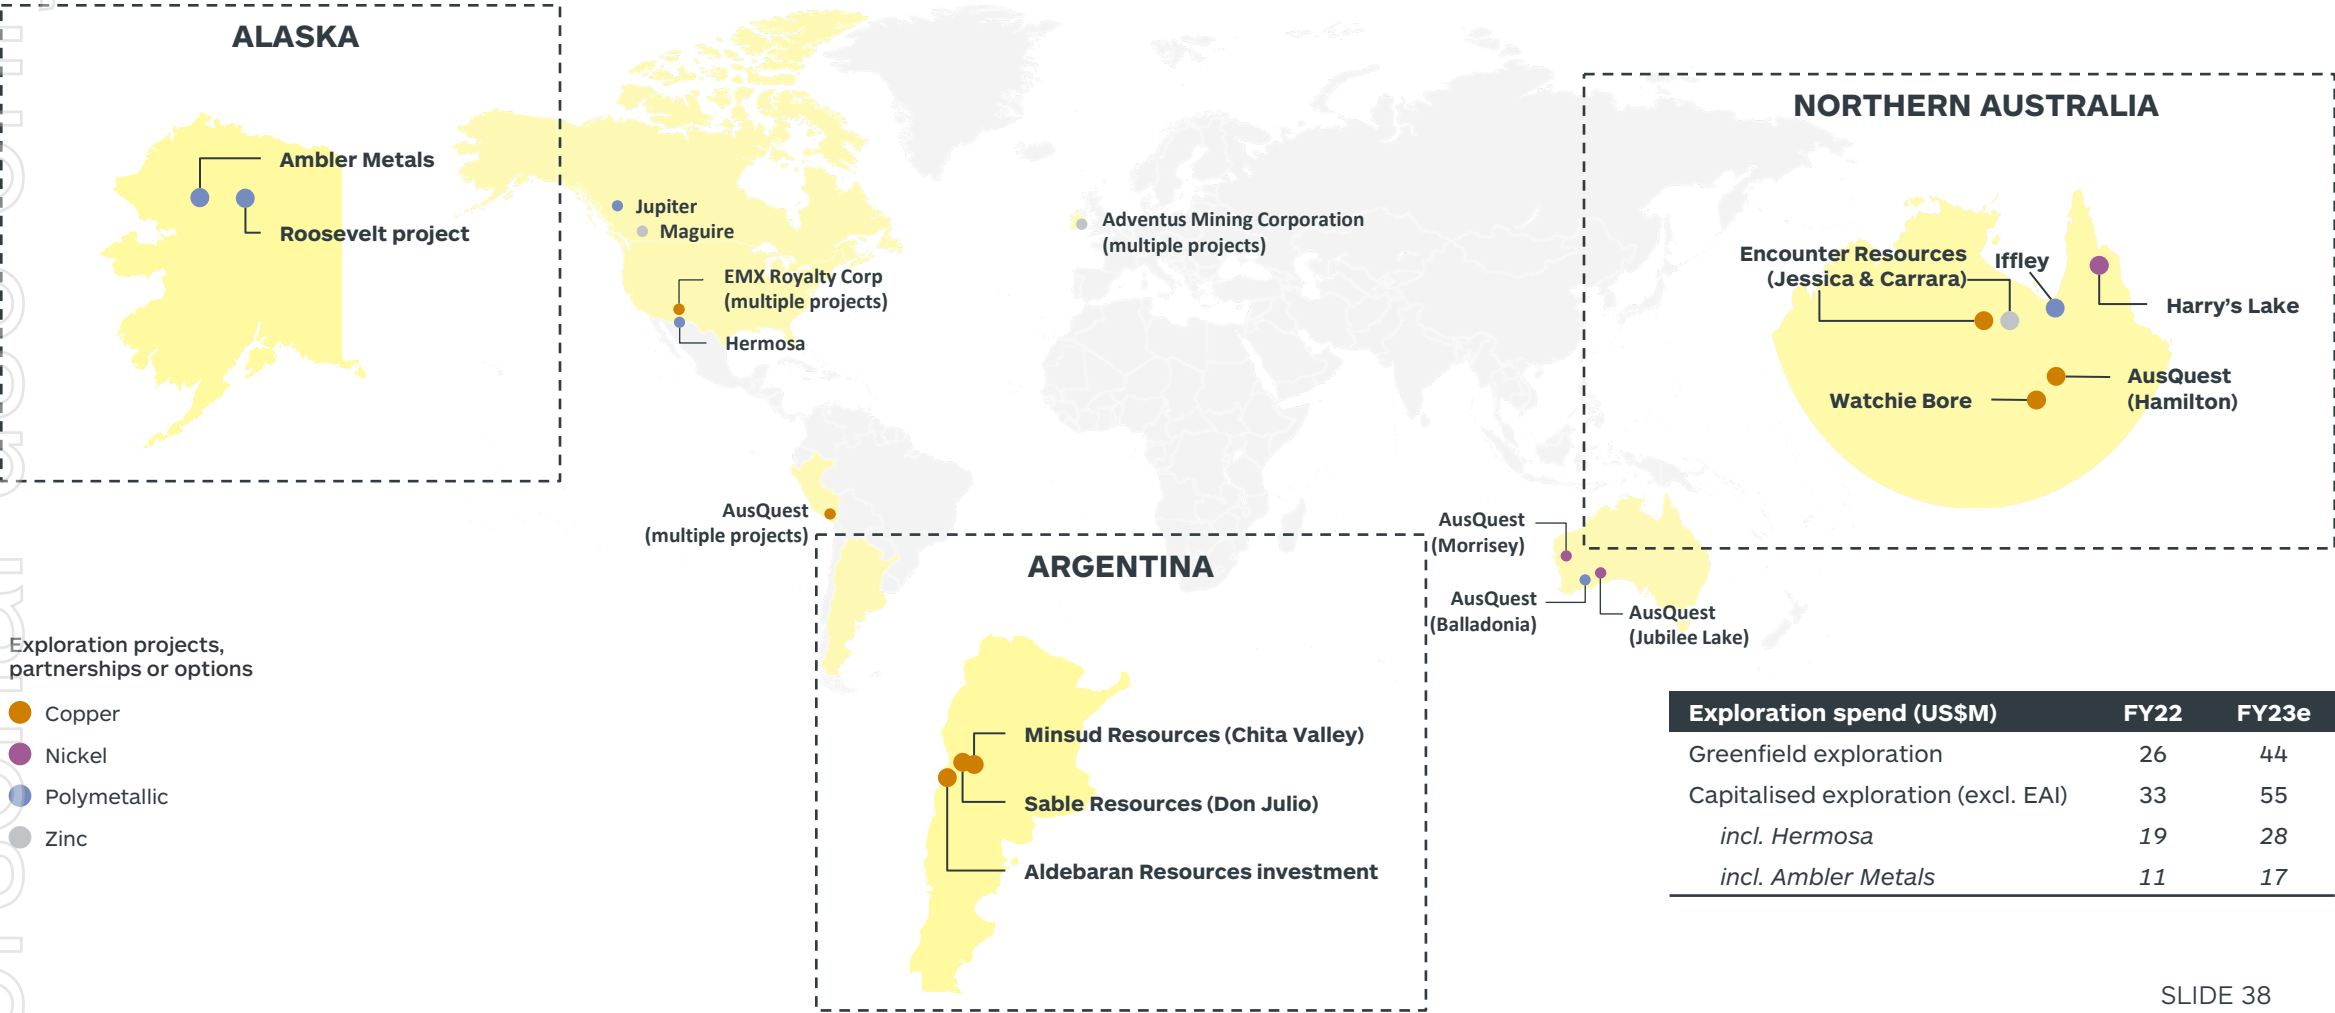 ALASKA
Ambler Metals
Roosevelt project
Jupiter
Maguire
EMX Royalty Corp
(multiple projects)
Hermosa
Adventus Mining Corporation
(multiple projects)
NORTHERN AUSTRALIA
Encounter Resources
(Jessica & Carrara)
Iffley
Harry’s Lake
AusQuest
(Hamilton)
Watchie Bore
AusQuest
(multiple projects)
AusQuest
(Morrisey)
AusQuest
(Balladonia)
AusQuest
(Jubilee Lake)
ARGENTINA
Minsud Resources (Chita Valley)
Sable Resources (Don Julio)
Aldebaran Resources investment
Exploration projects,
partnerships or options
Copper
Nickel
Polymetallic
Zinc
Exploration spend (US$M) FY22 FY23e
Greenfield exploration 26 44
Capitalised exploration (excl. EAI) 33 55
incl. Hermosa 19 28
incl. Ambler Metals 11 17
SLIDE 38